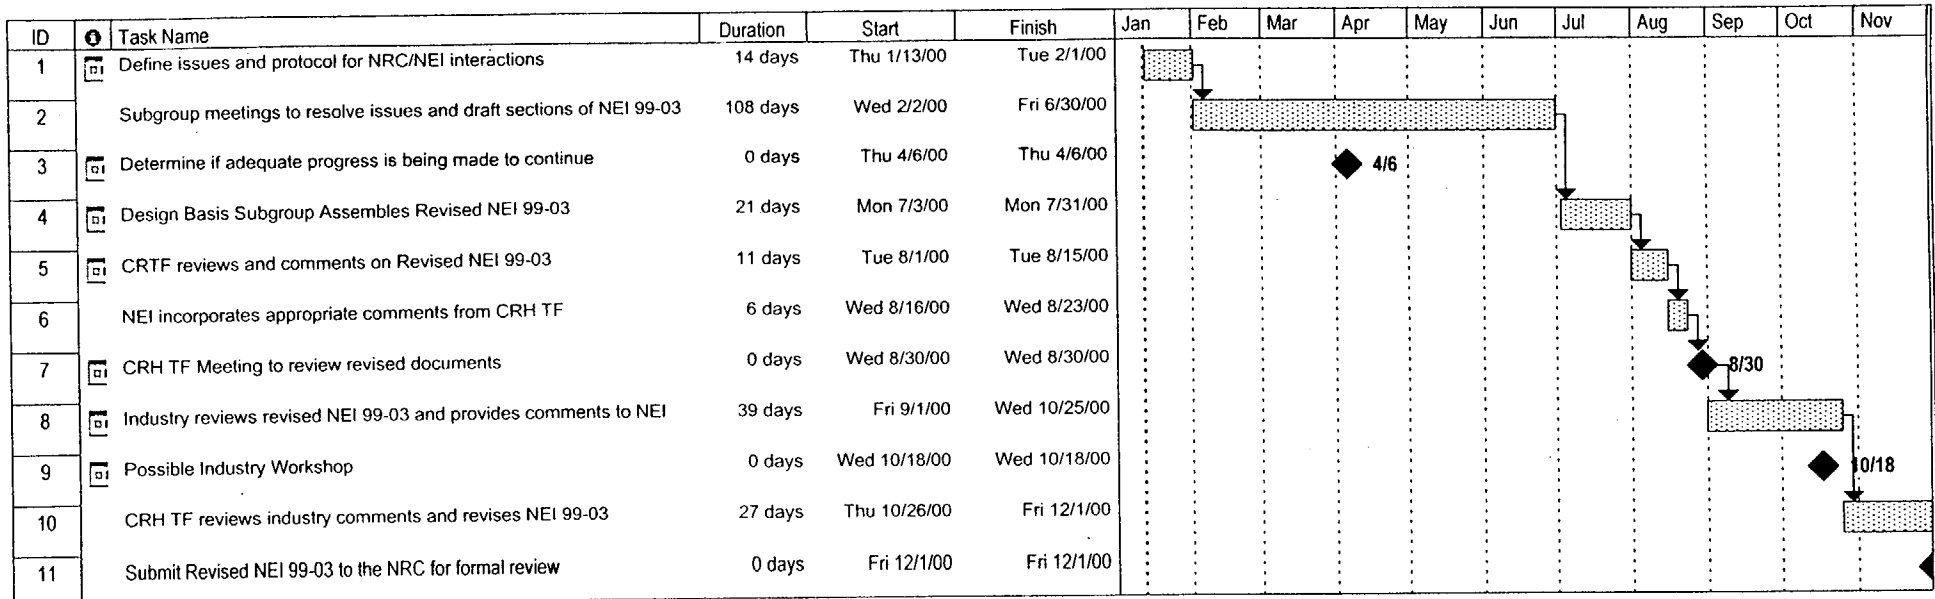 ID Task Name Duration Start Finish Jan Feb Mar Apr May Jun Jul Aug Sep Oct Nov
1 Define issues and protocol for NRC/NEI interactions 14 days Thu 1/13/00 Tue 2/1/00
2 Subgroup meetings to resolve issues and draft sections of NEI 99-03 108 days Wed 2/2/00 Fri 6/30/00
3 Determine if adequate progress is being made to continue 0 days Thu 4/6/00 Thu 4/6/00 4/6
4 Design Basis Subgroup Assembles Revised NEI 99-03 21 days Mon 7/3/00 Mon 7/31/00
5 CRTF reviews and comments on Revised NEI 99-03 11 days Tue 8/1/00 Tue 8/15/00
6 NEI incorporates appropriate comments from CRH TF 6 days Wed 8/16/00 Wed 8/23/00
7 CRH TF Meeting to review revised documents 0 days Wed 8/30/00 Wed 8/30/00 8/30
8 Industry reviews revised NEI 99-03 and provides comments to NEI 39 days Fri 9/1/00 Wed 10/25/00
9 Possible Industry Workshop 0 days Wed 10/18/00 Wed 10/18/00 10/18
10 CRH TF reviews industry comments and revises NEI 99-03 27 days Thu 10/26/00 Fri 12/1/00
11 Submit Revised NEI 99-03 to the NRC for formal review 0 days Fri 12/1/00 Fri 12/1/00